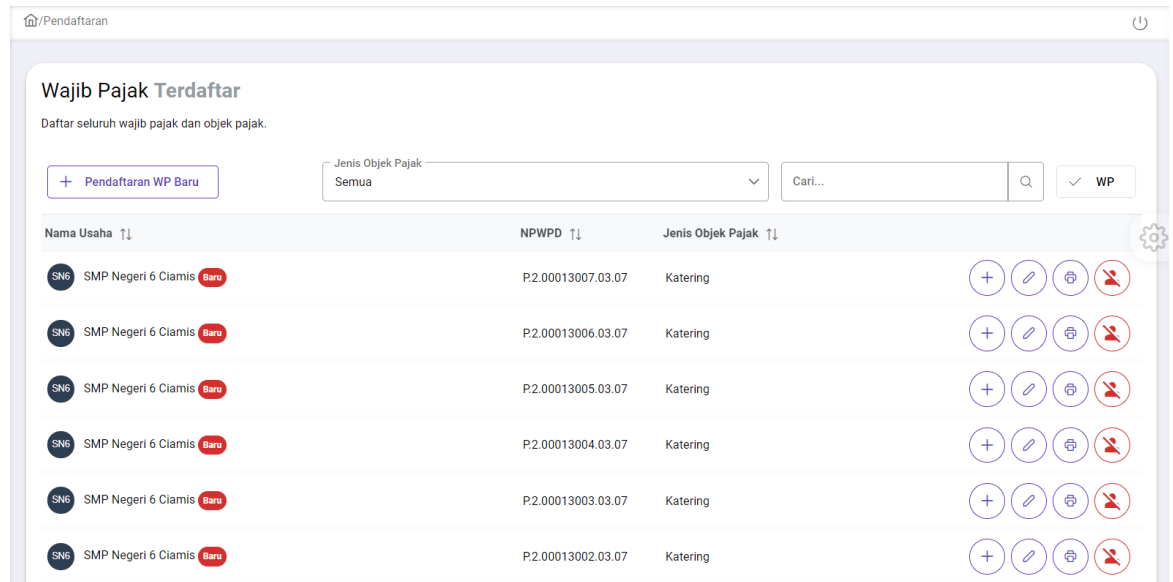 /Pendaftaran
Wajib Pajak Terdaftar
Daftar seluruh wajib pajak dan objek pajak.
Jenis Objek Pajak
+ Pendaftaran WP Baru Semua Cari... WP
Nama Usaha NPWPD Jenis Objek Pajak
SN6 SMP Negeri 6 Ciamis Baru P.2.00013007.03.07 Katering
SN6 SMP Negeri 6 Ciamis Baru P.2.00013006.03.07 Katering
SN6 SMP Negeri 6 Ciamis Baru P.2.00013005.03.07 Katering
SN6 SMP Negeri 6 Ciamis Baru P.2.00013004.03.07 Katering
SN6 SMP Negeri 6 Ciamis Baru P.2.00013003.03.07 Katering
SN6 SMP Negeri 6 Ciamis Baru P.2.00013002.03.07 Katering